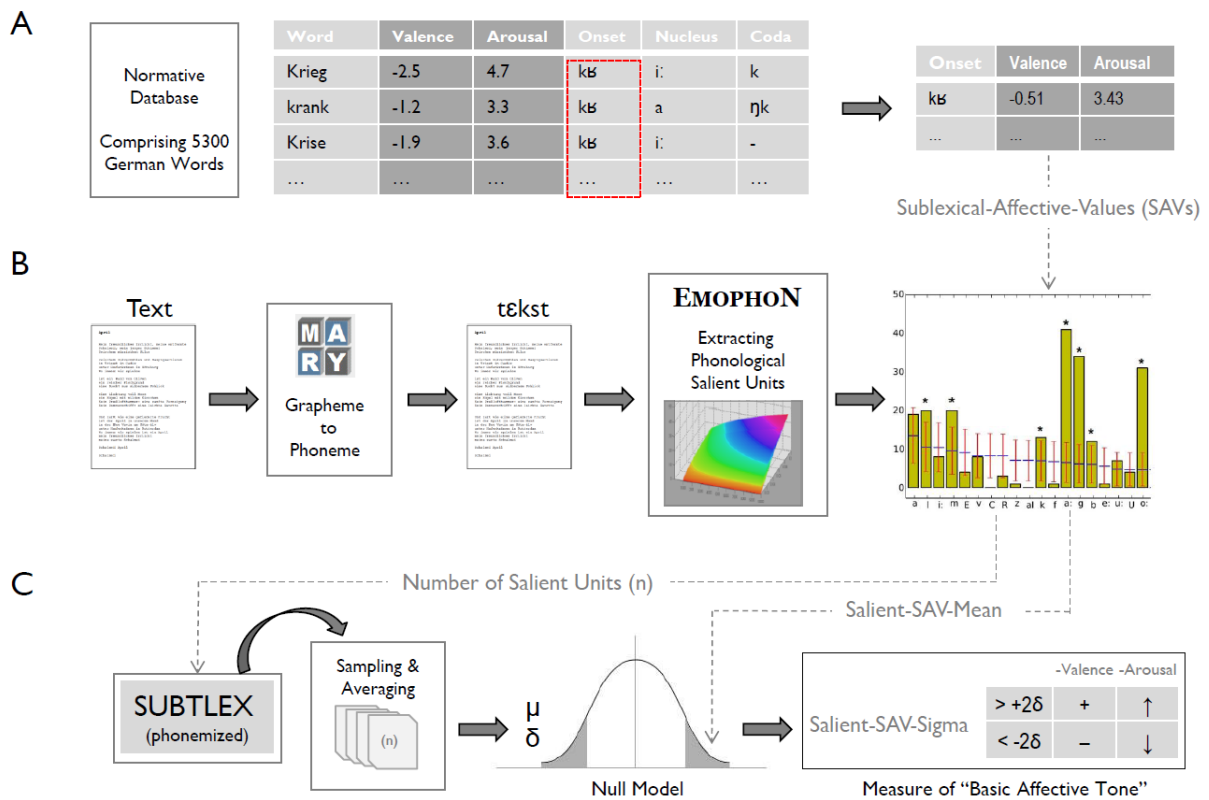 A
Normative
Database
Comprising 5300
German Words
Word Valence Arousal Onset Nucleus Coda
Krieg -2.5 4.7 kʁ iː k
krank -1.2 3.3 kʁ a ŋk
Krise -1.9 3.6 kʁ iː -
… … … … … …
Onset Valence Arousal
kʁ -0.51 3.43
... ... ...
Sublexical-Affective-Values (SAVs)
B
Text
MARY
Grapheme
to
Phoneme
tɛkst
EMOPHON
Extracting
Phonological
Salient Units
50
40
30
20
10
0
* * * * * * * *
a l i: m E v C R z aI k f a: g b e: u: U o:
C
Number of Salient Units (n)
Salient-SAV-Mean
SUBTLEX
(phonemized)
Sampling &
Averaging
(n)
μ
δ
Null Model
-Valence -Arousal
Salient-SAV-Sigma
> +2δ + ↑
< -2δ – ↓
Measure of “Basic Affective Tone”